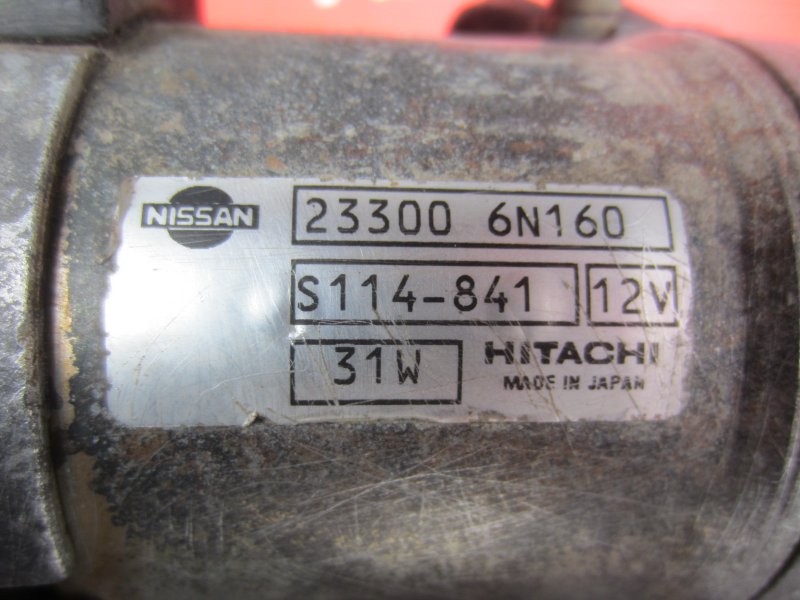 NISSAN
23300 6N160
S114-841 12V
31W HITACHI
MADE IN JAPAN